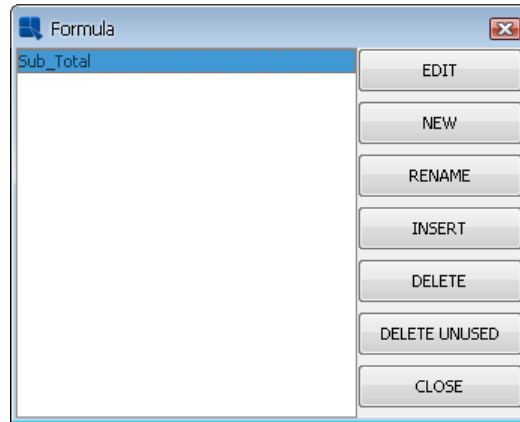 Formula
Sub_Total
EDIT
NEW
RENAME
INSERT
DELETE
DELETE UNUSED
CLOSE